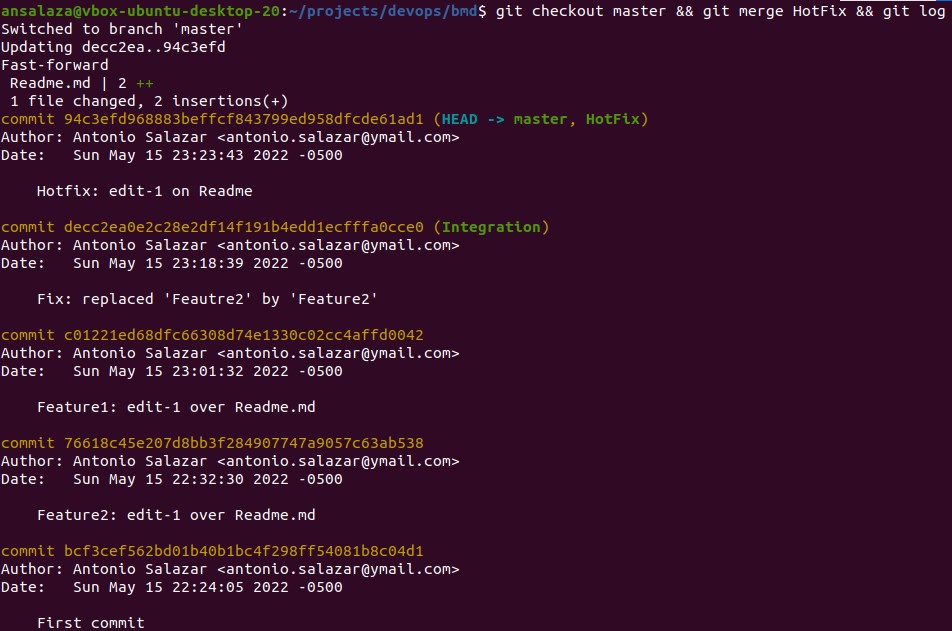 ansalaza@vbox-ubuntu-desktop-20:~/projects/devops/bmd$ git checkout master && git merge HotFix && git log
Switched to branch 'master'
Updating decc2ea..94c3efd
Fast-forward
 Readme.md | 2 ++
 1 file changed, 2 insertions(+)
commit 94c3efd968883beffcf843799ed958dfcde61ad1 (HEAD -> master, HotFix)
Author: Antonio Salazar <antonio.salazar@ymail.com>
Date:   Sun May 15 23:23:43 2022 -0500

    Hotfix: edit-1 on Readme

commit decc2ea0e2c28e2df14f191b4edd1ecfffa0cce0 (Integration)
Author: Antonio Salazar <antonio.salazar@ymail.com>
Date:   Sun May 15 23:18:39 2022 -0500

    Fix: replaced 'Feautre2' by 'Feature2'

commit c01221ed68dfc66308d74e1330c02cc4affd0042
Author: Antonio Salazar <antonio.salazar@ymail.com>
Date:   Sun May 15 23:01:32 2022 -0500

    Feature1: edit-1 over Readme.md

commit 76618c45e207d8bb3f284907747a9057c63ab538
Author: Antonio Salazar <antonio.salazar@ymail.com>
Date:   Sun May 15 22:32:30 2022 -0500

    Feature2: edit-1 over Readme.md

commit bcf3cef562bd01b40b1bc4f298ff54081b8c04d1
Author: Antonio Salazar <antonio.salazar@ymail.com>
Date:   Sun May 15 22:24:05 2022 -0500

    First commit